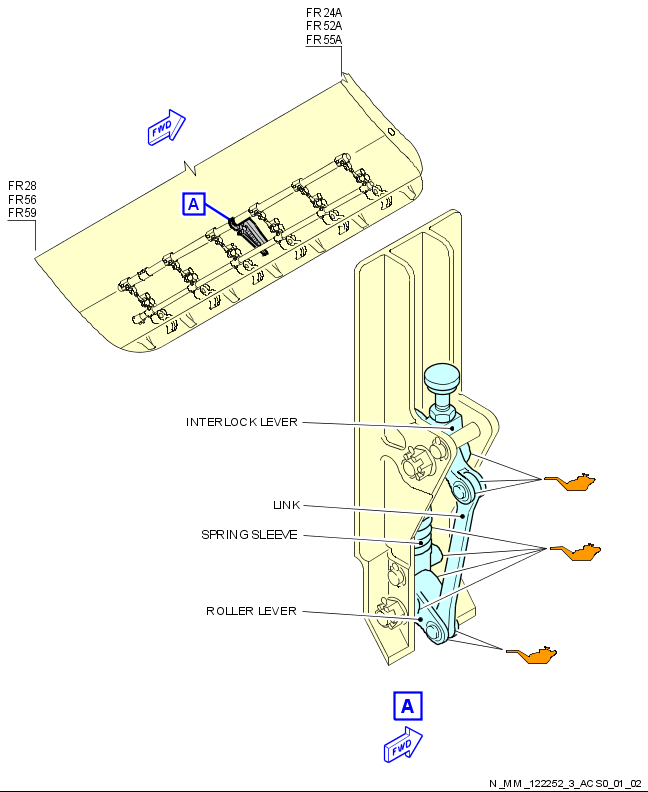 FR24A
FR52A
FR55A
FWD
FR28
FR56
FR59
A
INTERLOCK LEVER
LINK
SPRING SLEEVE
ROLLER LEVER
A
FWD
N_MM_122252_3_ACS0_01_02